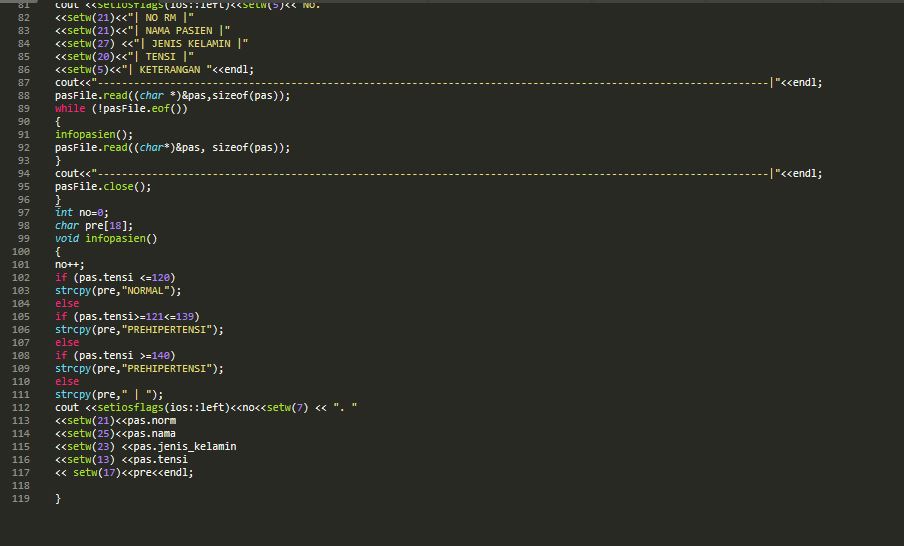 81 cout <<setiosflags(ios::left)<<setw(5)<<"No."
82 <<setw(21)<<"| NO RM |"
83 <<setw(21)<<"| NAMA PASIEN |"
84 <<setw(27) <<"| JENIS KELAMIN |"
85 <<setw(20)<<"| TENSI |"
86 <<setw(5)<<"| KETERANGAN "<<endl;
87 cout<<"---------------------------------------------------------------------------------------------------------------|"<<endl;
88 pasFile.read((char *)&pas,sizeof(pas));
89 while (!pasFile.eof())
90 {
91 infopasien();
92 pasFile.read((char*)&pas, sizeof(pas));
93 }
94 cout<<"---------------------------------------------------------------------------------------------------------------|"<<endl;
95 pasFile.close();
96 }
97 int no=0;
98 char pre[18];
99 void infopasien()
100 {
101 no++;
102 if (pas.tensi <=120)
103 strcpy(pre,"NORMAL");
104 else
105 if (pas.tensi>=121<=139)
106 strcpy(pre,"PREHIPERTENSI");
107 else
108 if (pas.tensi >=140)
109 strcpy(pre,"PREHIPERTENSI");
110 else
111 strcpy(pre," | ");
112 cout <<setiosflags(ios::left)<<no<<setw(7) << ". "
113 <<setw(21)<<pas.norm
114 <<setw(25)<<pas.nama
115 <<setw(23) <<pas.jenis_kelamin
116 <<setw(13) <<pas.tensi
117 << setw(17)<<pre<<endl;
118
119 }